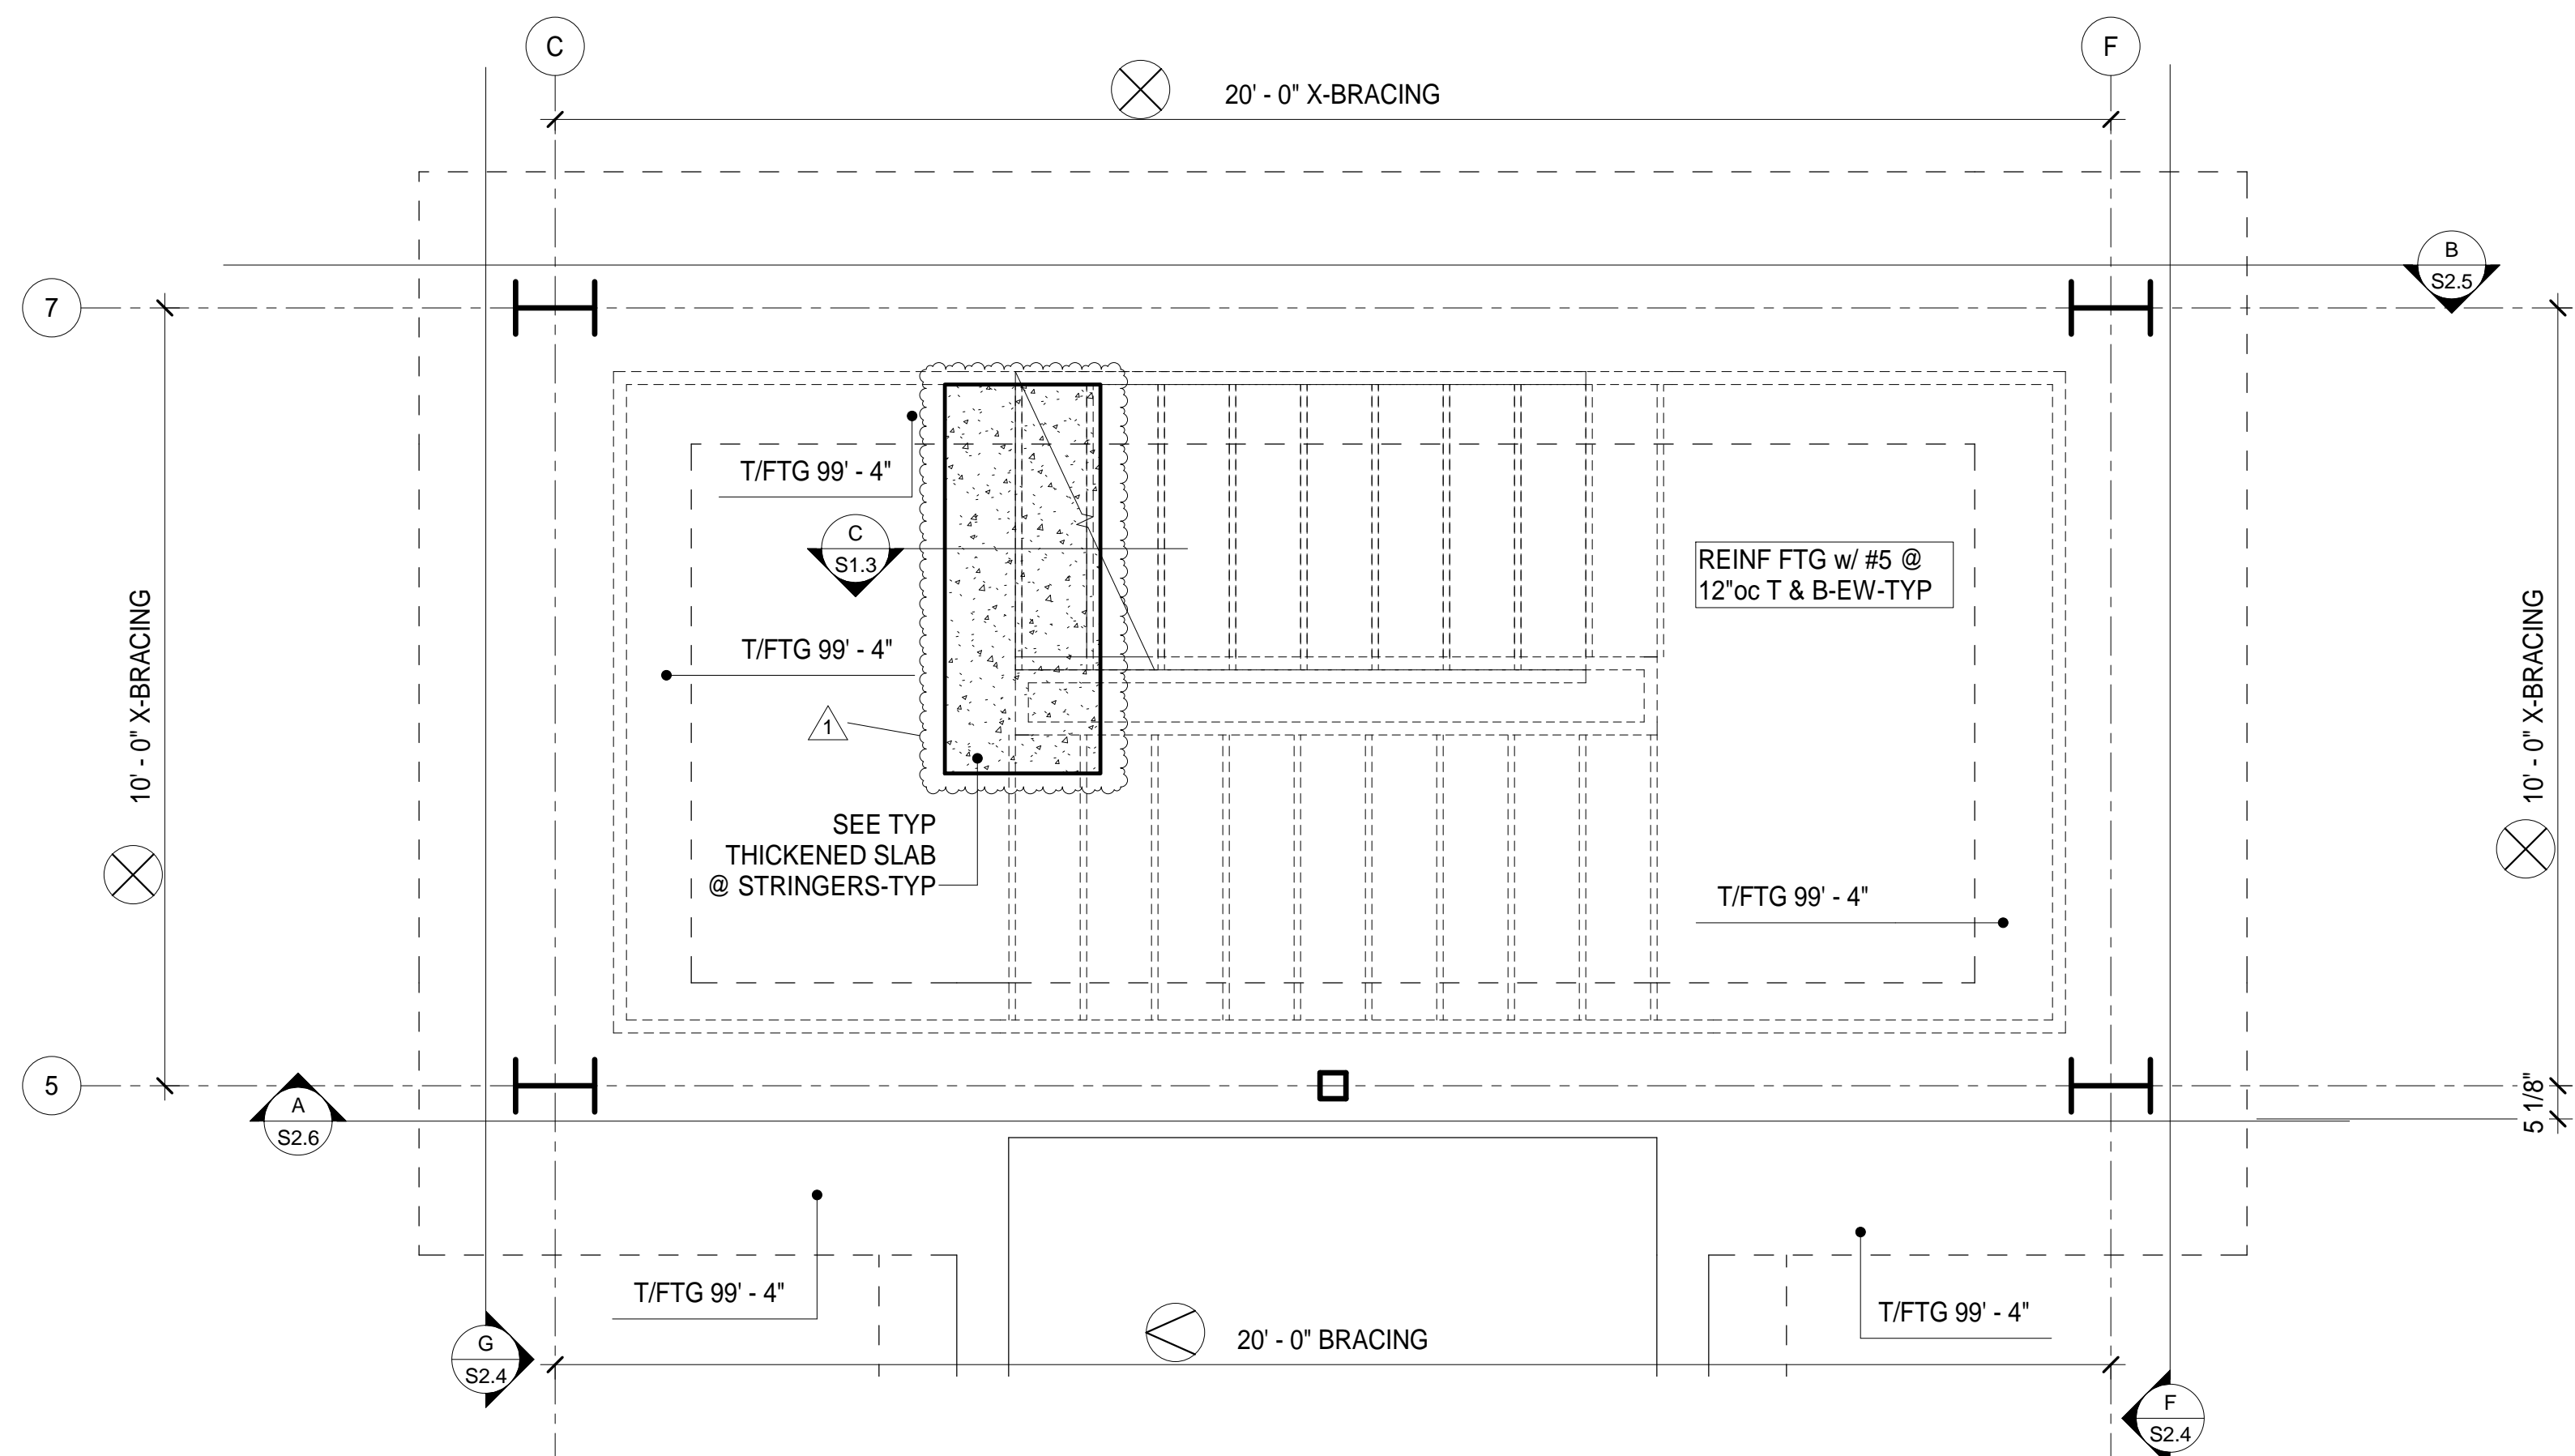 C
F
20' - 0" X-BRACING
B
S2.5
7
T/FTG 99' - 4"
C
S1.3
REINF FTG w/ #5 @
12"oc T & B-EW-TYP
10' - 0" X-BRACING
10' - 0" X-BRACING
T/FTG 99' - 4"
1
SEE TYP
THICKENED SLAB
@ STRINGERS-TYP
T/FTG 99' - 4"
5
5 1/8"
A
S2.6
T/FTG 99' - 4"
T/FTG 99' - 4"
20' - 0" BRACING
G
S2.4
F
S2.4